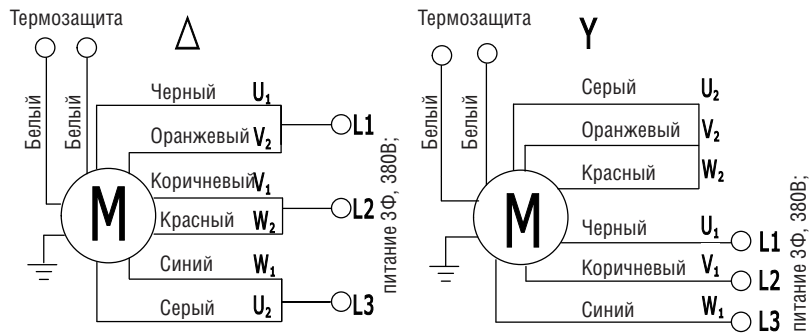 Термозащита
Δ
Белый
Белый
Черный U₁
L1
Оранжевый V₂
Коричневый V₁
L2
Красный W₂
M
Синий W₁
L3
Серый U₂
питание 3Ф, 380В;
Термозащита
Y
Белый
Белый
Серый U₂
Оранжевый V₂
Красный W₂
M
Черный U₁ L1
Коричневый V₁ L2
Синий W₁ L3
питание 3Ф, 380В;